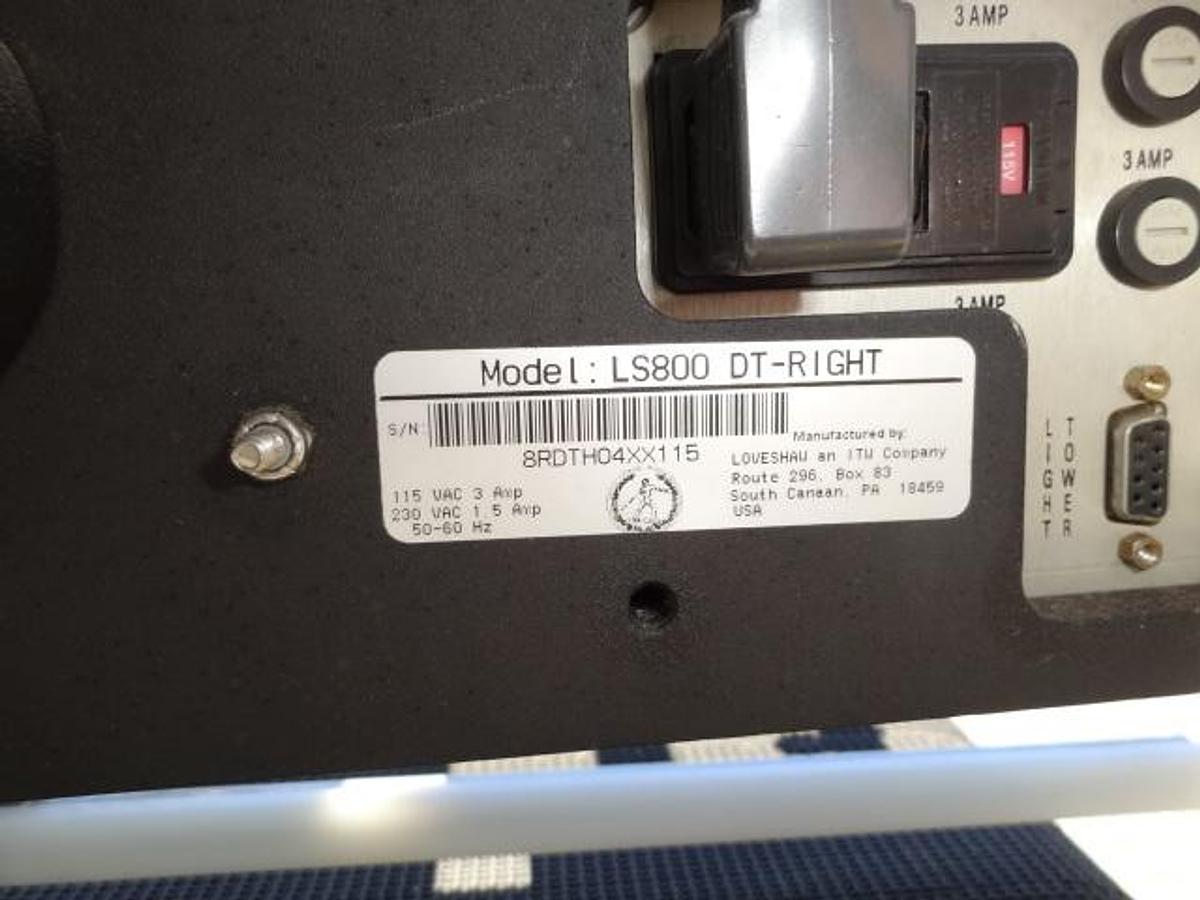 3 AMP
115V
3 AMP
3 AMP
Model: LS800 DT-RIGHT
S/N:
8RDTH04XX115
Manufactured by:
LOVESHAW an ITW Company
Route 296, Box 83
South Canaan, PA 18459
USA
115 VAC 3 Amp
230 VAC 1.5 Amp
50-60 Hz
LIGHT
TOWER